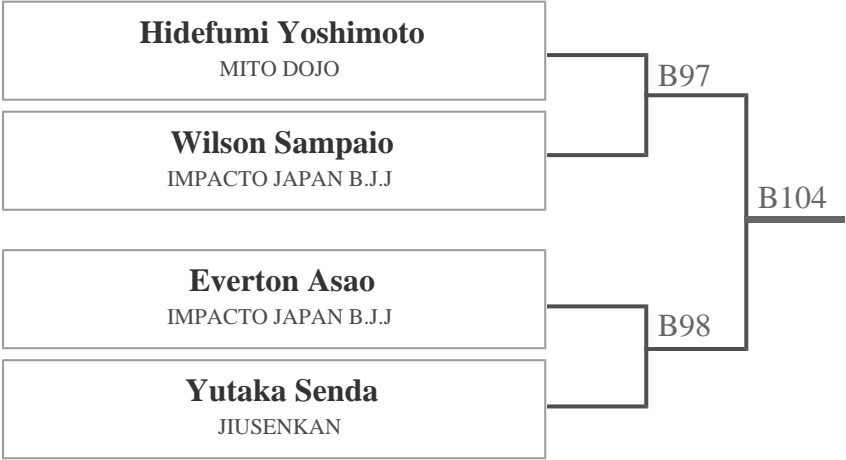 Hidefumi Yoshimoto
MITO DOJO
B97
Wilson Sampaio
IMPACTO JAPAN B.J.J
B104
Everton Asao
IMPACTO JAPAN B.J.J
B98
Yutaka Senda
JIUSENKAN